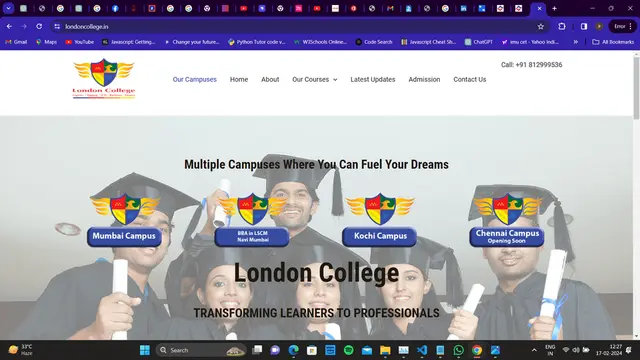 londoncollege.in
Error
Gmail
Maps
YouTube
Javascript: Getting...
Change your future...
Python Tutor code v...
W3Schools Online...
Code Search
Javascript Cheat Sh...
ChatGPT
imu cet - Yahoo Indi...
All Bookmarks
London College
Our Campuses
Home
About
Our Courses
Latest Updates
Admission
Contact Us
Call: +91 812999536
Multiple Campuses Where You Can Fuel Your Dreams
Mumbai Campus
BBA in LSCM
Navi Mumbai
Kochi Campus
Chennai Campus
Opening Soon
London College
TRANSFORMING LEARNERS TO PROFESSIONALS
33°C
Haze
Search
ENG
IN
12:27
17-02-2024